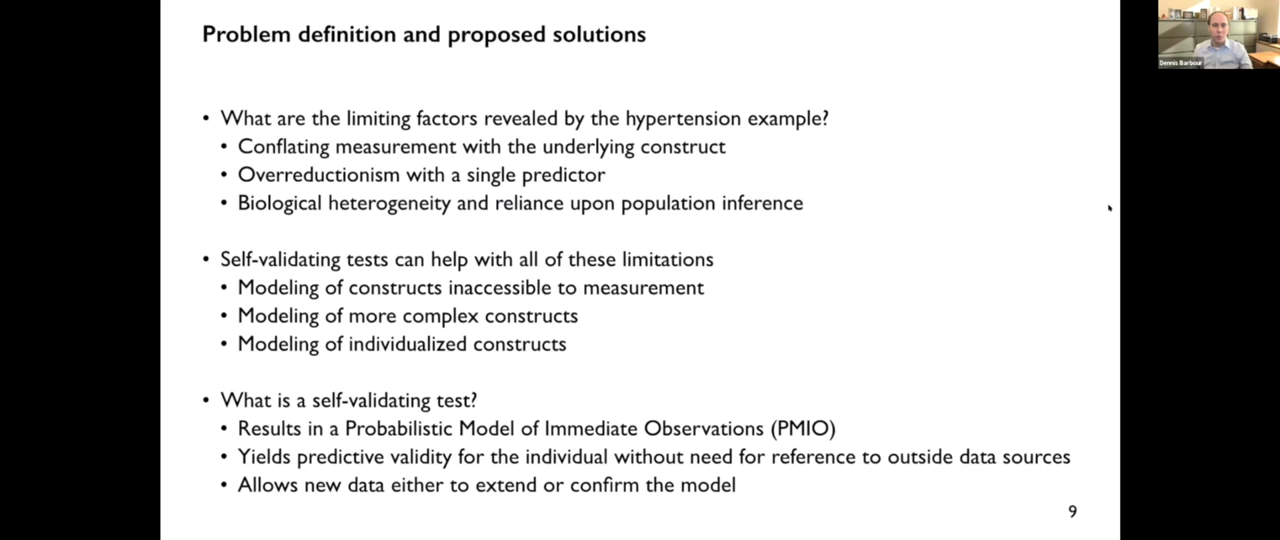 Problem definition and proposed solutions
Dennis Barbour
• What are the limiting factors revealed by the hypertension example?
• Conflating measurement with the underlying construct
• Overreductionism with a single predictor
• Biological heterogeneity and reliance upon population inference
• Self-validating tests can help with all of these limitations
• Modeling of constructs inaccessible to measurement
• Modeling of more complex constructs
• Modeling of individualized constructs
• What is a self-validating test?
• Results in a Probabilistic Model of Immediate Observations (PMIO)
• Yields predictive validity for the individual without need for reference to outside data sources
• Allows new data either to extend or confirm the model
9